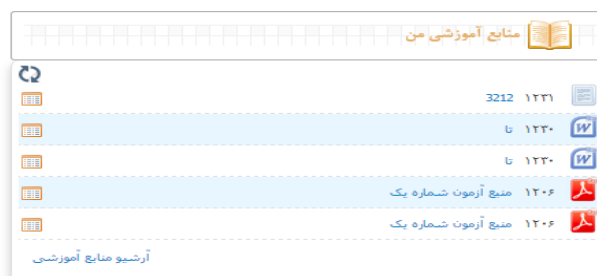 منابع آموزشی من
۱۲۳۱ 3212
۱۲۳۰ تا
۱۲۳۰ تا
۱۲۰۶ منبع آزمون شماره یک
۱۲۰۶ منبع آزمون شماره یک
آرشیو منابع آموزشی